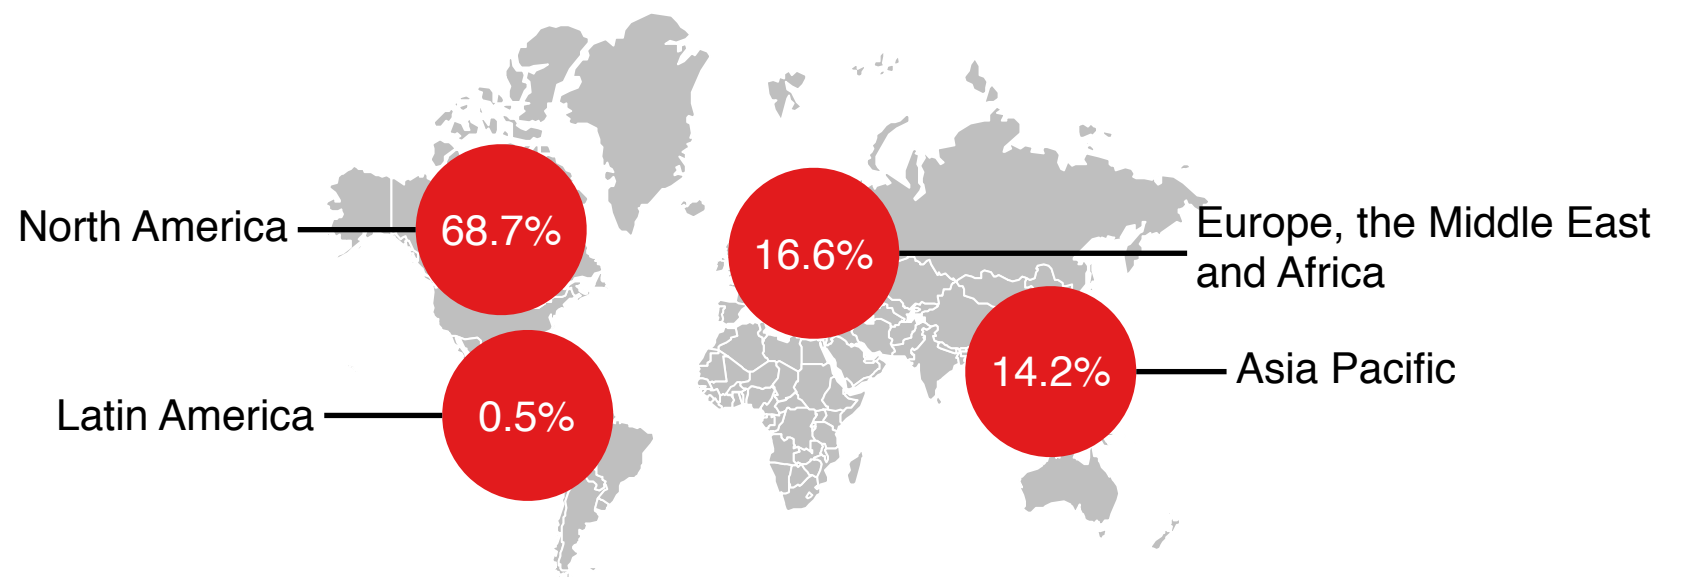 North America
68.7%
16.6%
Europe, the Middle East
and Africa
14.2%
Asia Pacific
Latin America
0.5%